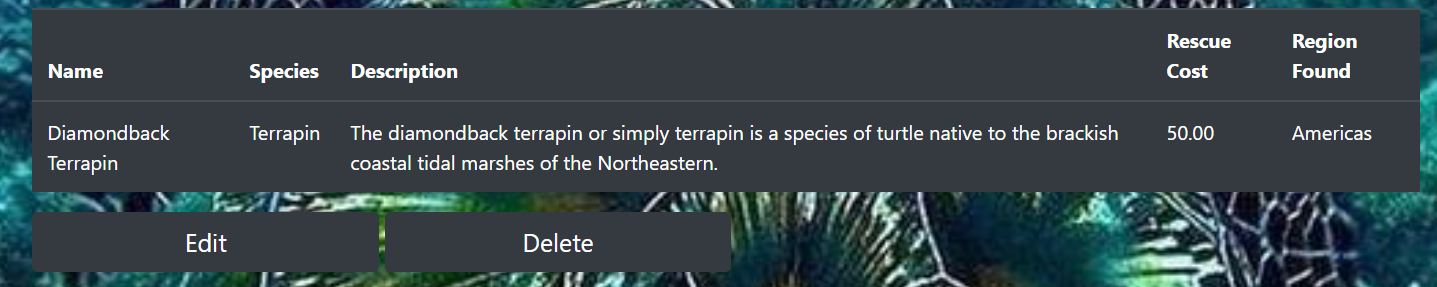 Name Species Description Rescue Cost Region Found
Diamondback Terrapin Terrapin The diamondback terrapin or simply terrapin is a species of turtle native to the brackish 50.00 Americas
coastal tidal marshes of the Northeastern.
Edit Delete